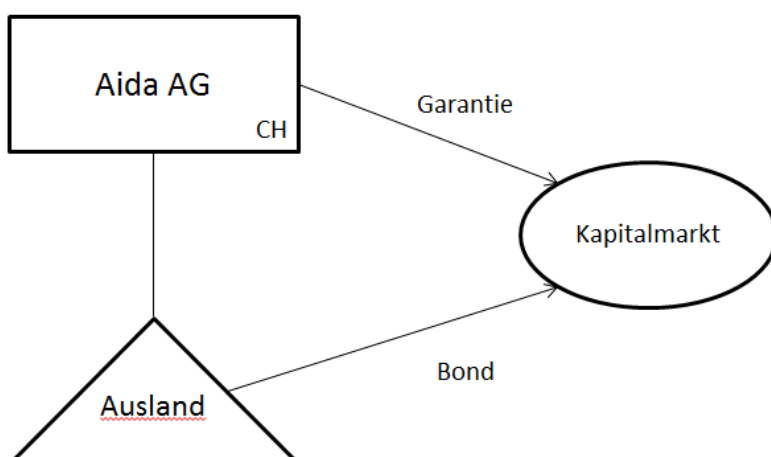 Aida AG
CH
Garantie
Kapitalmarkt
Bond
Ausland